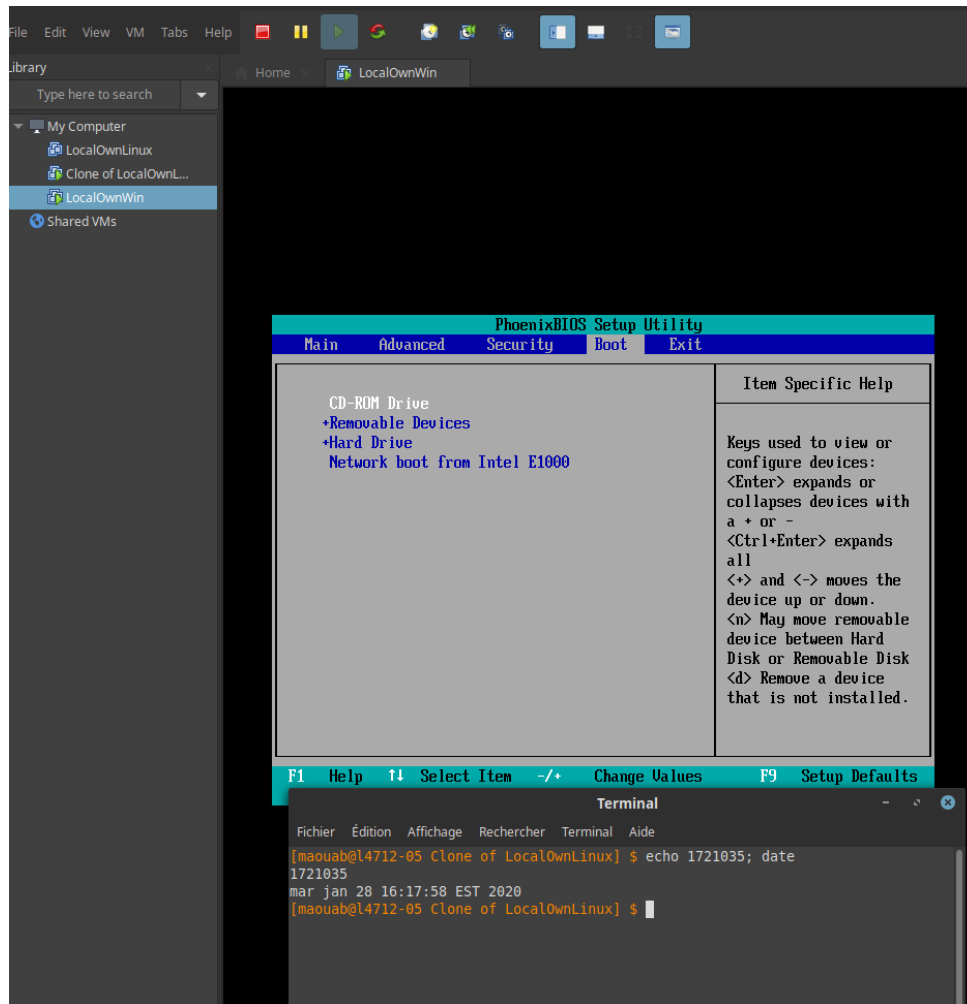 File Edit View VM Tabs Help
Library
Home
LocalOwnWin
Type here to search
My Computer
LocalOwnLinux
Clone of LocalOwnL...
LocalOwnWin
Shared VMs
PhoenixBIOS Setup Utility
Main Advanced Security Boot Exit
CD-ROM Drive
+Removable Devices
+Hard Drive
Network boot from Intel E1000
Item Specific Help
Keys used to view or
configure devices:
<Enter> expands or
collapses devices with
a + or -
<Ctrl+Enter> expands
all
<+> and <-> moves the
device up or down.
<n> May move removable
device between Hard
Disk or Removable Disk
<d> Remove a device
that is not installed.
F1 Help ↑↓ Select Item -/+ Change Values F9 Setup Defaults
Terminal
Fichier Édition Affichage Rechercher Terminal Aide
[maouab@l4712-05 Clone of LocalOwnLinux] $ echo 1721035; date
1721035
mar jan 28 16:17:58 EST 2020
[maouab@l4712-05 Clone of LocalOwnLinux] $